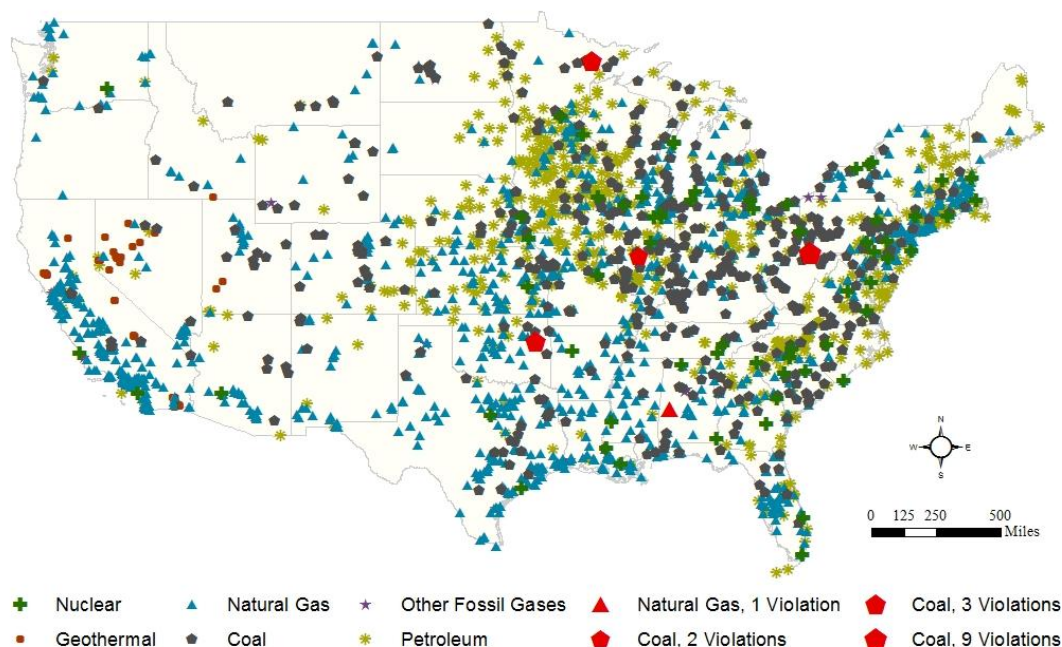 N
W E
S
0 125 250 500
Miles
Nuclear Natural Gas Other Fossil Gases Natural Gas, 1 Violation Coal, 3 Violations
Geothermal Coal Petroleum Coal, 2 Violations Coal, 9 Violations